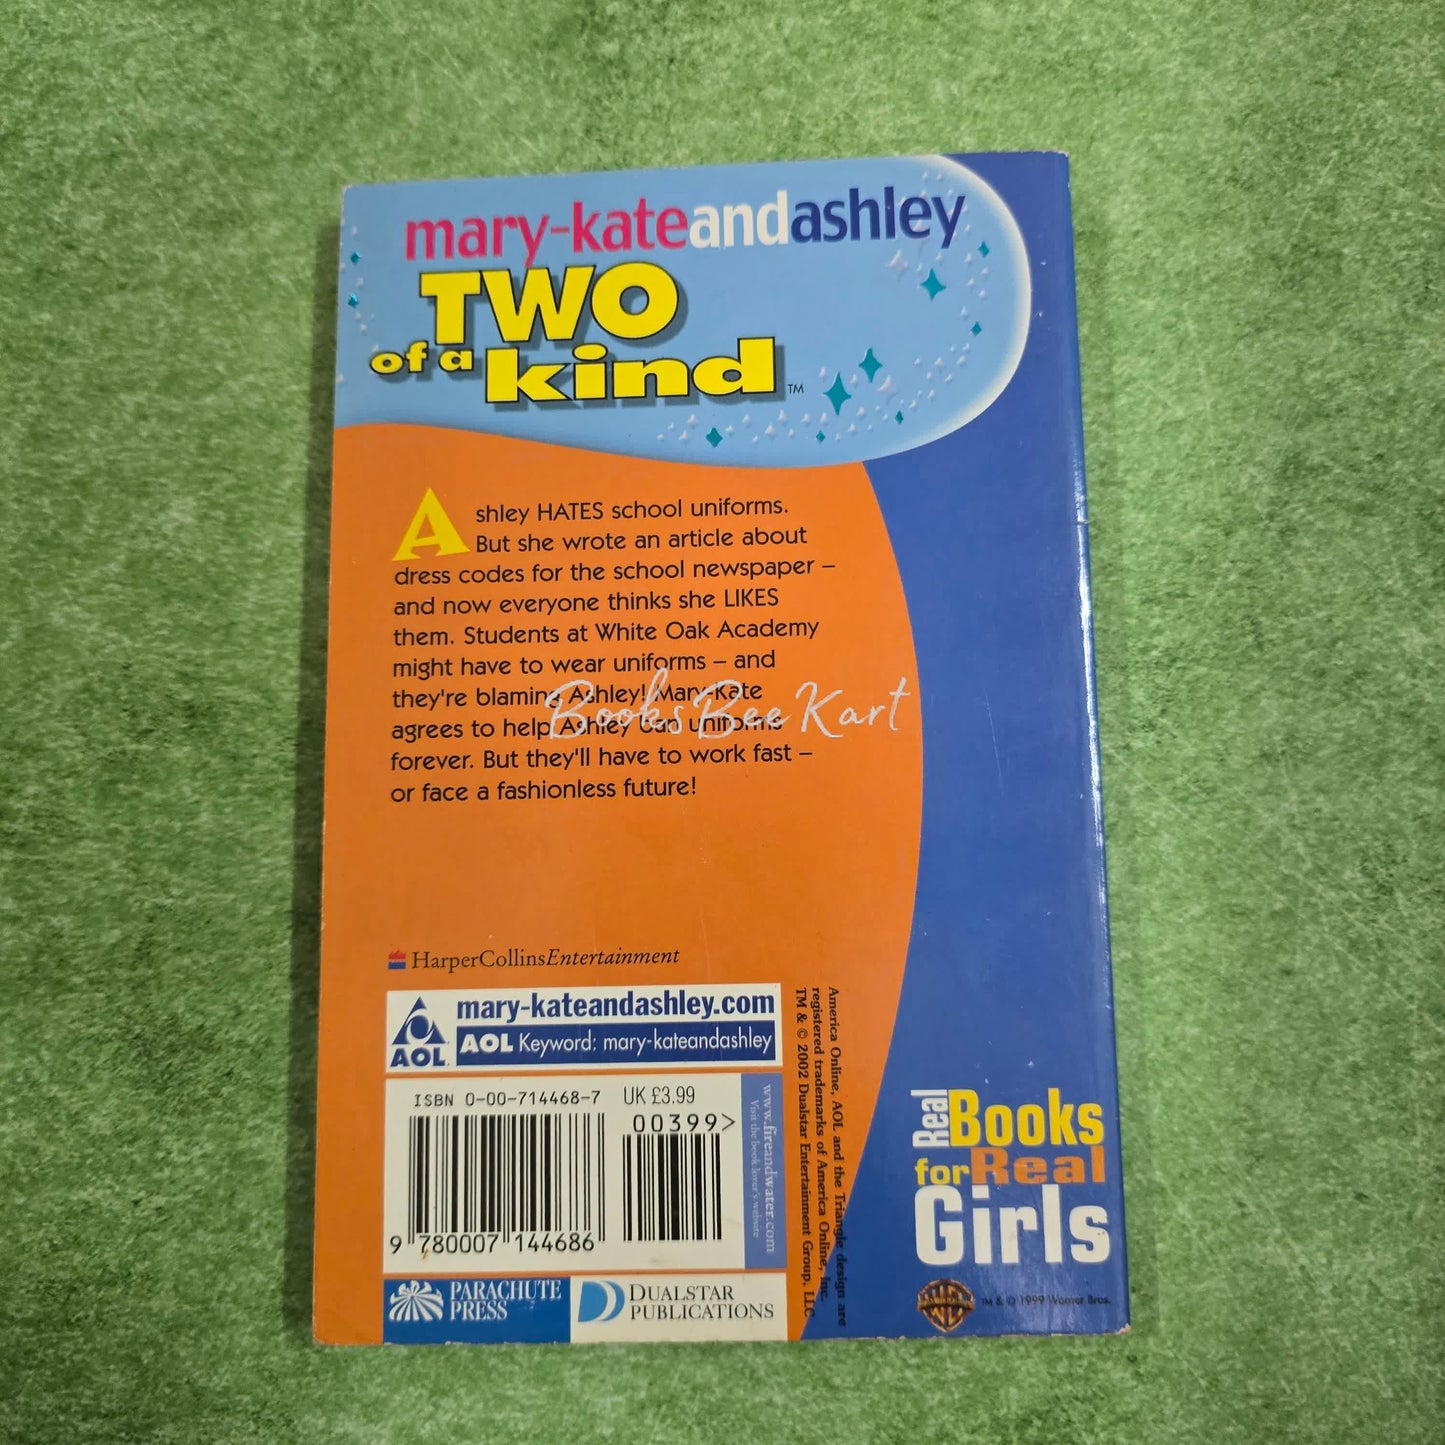 mary-kateandashley
TWO
of a kind™
Ashley HATES school uniforms.
But she wrote an article about
dress codes for the school newspaper –
and now everyone thinks she LIKES
them. Students at White Oak Academy
might have to wear uniforms – and
they're blaming Ashley! Mary-Kate
agrees to help Ashley ban uniforms
forever. But they'll have to work fast –
or face a fashionless future!
BooksBeeKart
HarperCollinsEntertainment
AOL
mary-kateandashley.com
AOL Keyword: mary-kateandashley
America Online, AOL and the Triangle design are
registered trademarks of America Online, Inc.
TM & © 2002 Dualstar Entertainment Group, LLC
ISBN 0-00-714468-7 UK £3.99
00399>
9 780007 144686
www.fireandwater.com
Visit the book lover's website
PARACHUTE
PRESS
DUALSTAR
PUBLICATIONS
Real Books
for Real
Girls
TM & © 1999 Warner Bros.